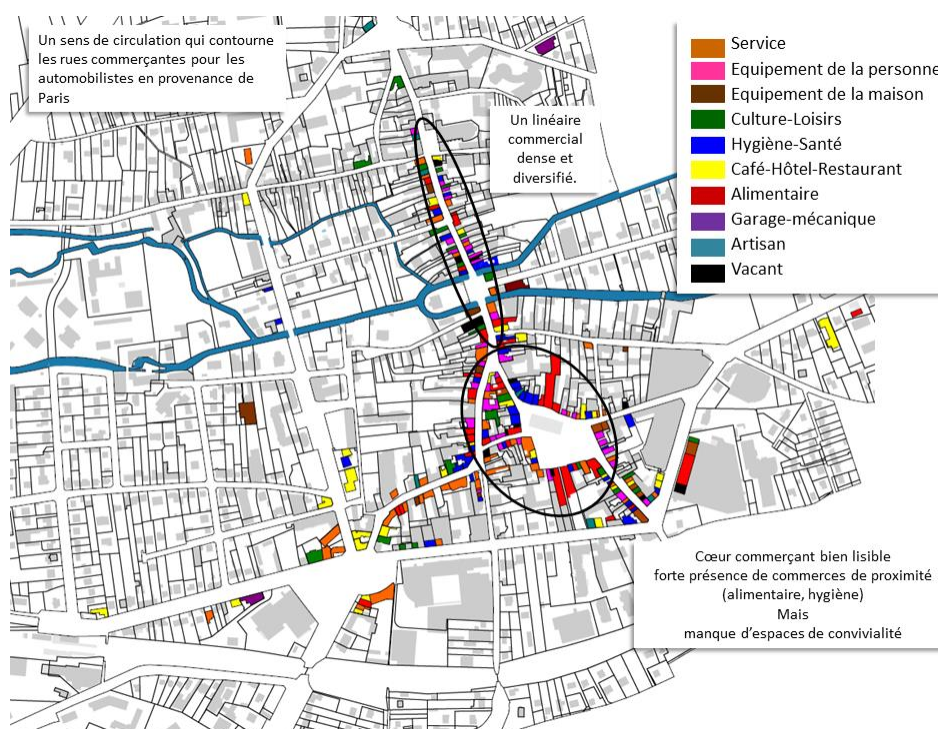 Un sens de circulation qui contourne
les rues commerçantes pour les
automobilistes en provenance de
Paris
Un linéaire
commercial
dense et
diversifié.
Service
Equipement de la personne
Equipement de la maison
Culture-Loisirs
Hygiène-Santé
Café-Hôtel-Restaurant
Alimentaire
Garage-mécanique
Artisan
Vacant
Cœur commerçant bien lisible
forte présence de commerces de proximité
(alimentaire, hygiène)
Mais
manque d’espaces de convivialité